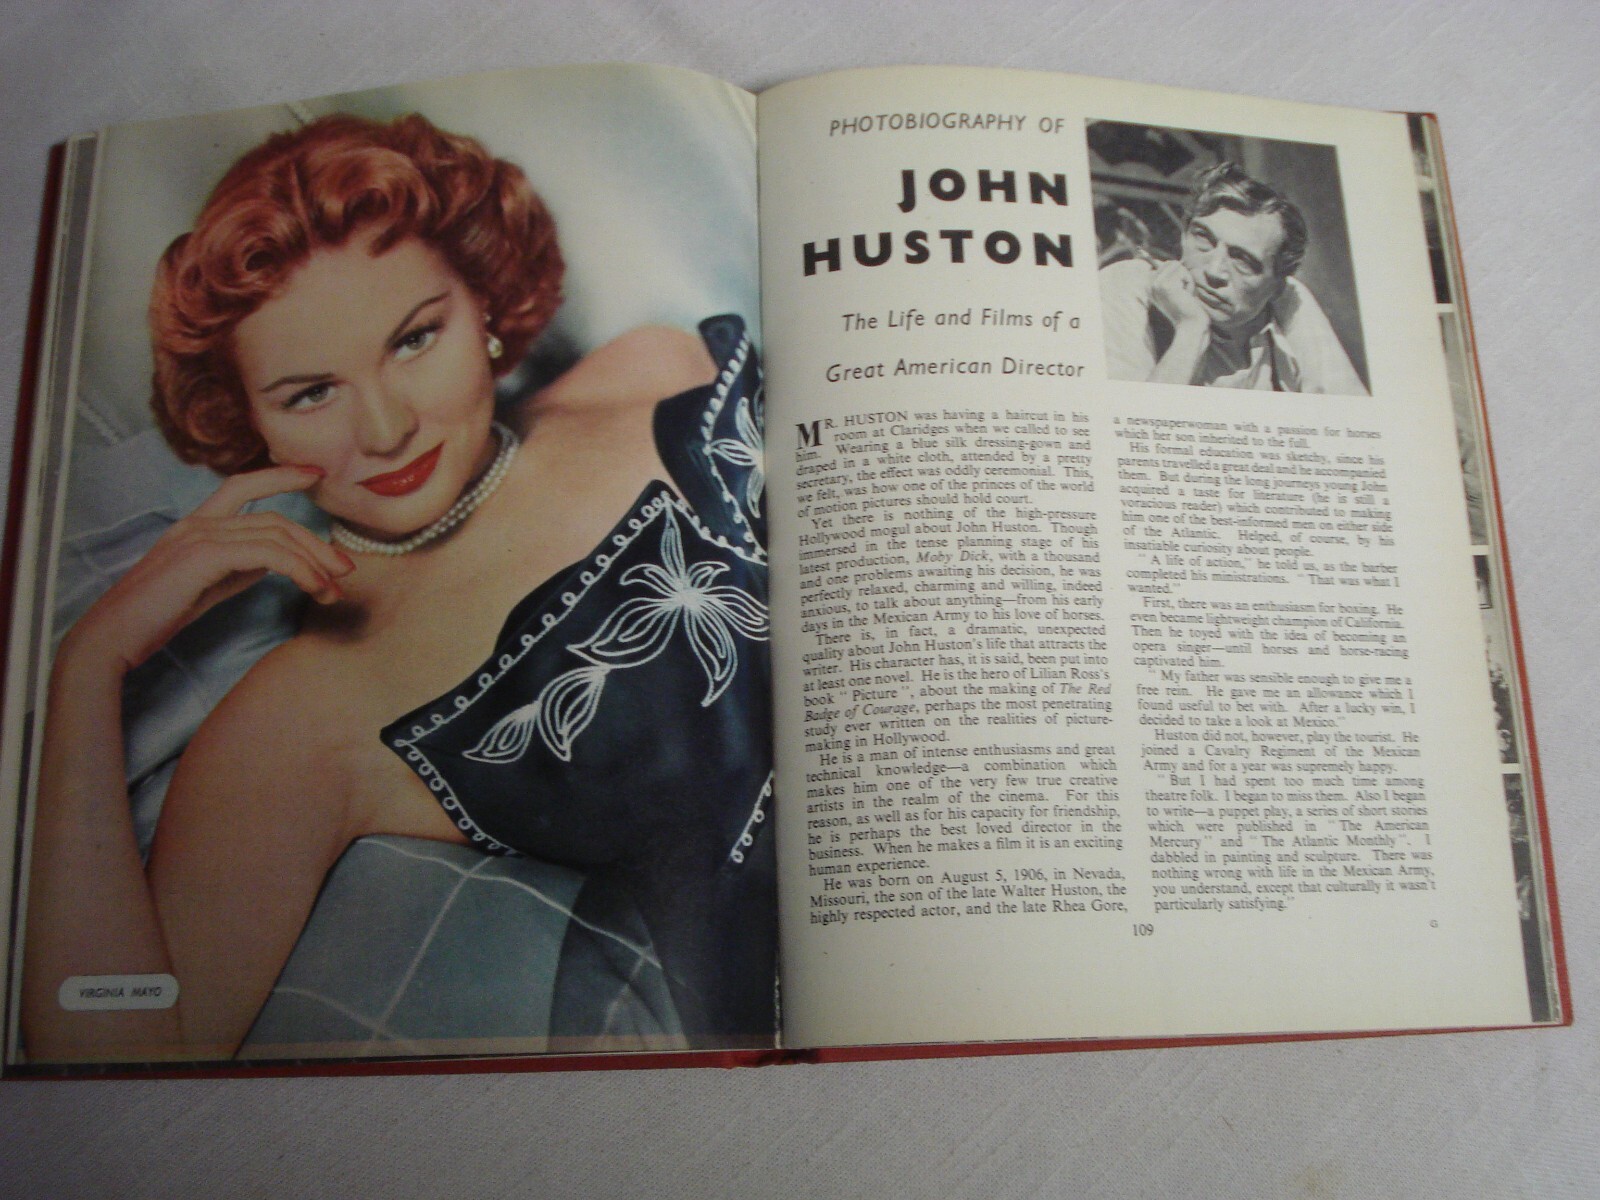 VIRGINIA MAYO
PHOTOBIOGRAPHY OF
JOHN
HUSTON
The Life and Films of a
Great American Director
MR. HUSTON was having a haircut in his
room at Claridges when we called to see
him. Wearing a blue silk dressing-gown and
draped in a white cloth, attended by a pretty
secretary, the effect was oddly ceremonial. This,
we felt, was how one of the princes of the world
of motion pictures should hold court.
Yet there is nothing of the high-pressure
Hollywood mogul about John Huston. Though
immersed in the tense planning stage of his
latest production, Moby Dick, with a thousand
and one problems awaiting his decision, he was
perfectly relaxed, charming and willing, indeed
anxious, to talk about anything—from his early
days in the Mexican Army to his love of horses.
There is, in fact, a dramatic, unexpected
quality about John Huston's life that attracts the
writer. His character has, it is said, been put into
at least one novel. He is the hero of Lilian Ross's
book " Picture ", about the making of The Red
Badge of Courage, perhaps the most penetrating
study ever written on the realities of picture-
making in Hollywood.
He is a man of intense enthusiasms and great
technical knowledge—a combination which
makes him one of the very few true creative
artists in the realm of the cinema. For this
reason, as well as for his capacity for friendship,
he is perhaps the best loved director in the
business. When he makes a film it is an exciting
human experience.
He was born on August 5, 1906, in Nevada,
Missouri, the son of the late Walter Huston, the
highly respected actor, and the late Rhea Gore,
a newspaperwoman with a passion for horses
which her son inherited to the full.
His formal education was sketchy, since his
parents travelled a great deal and he accompanied
them. But during the long journeys young John
acquired a taste for literature (he is still a
voracious reader) which contributed to making
him one of the best-informed men on either side
of the Atlantic. Helped, of course, by his
insatiable curiosity about people.
" A life of action," he told us, as the barber
completed his ministrations. " That was what I
wanted."
First, there was an enthusiasm for boxing. He
even became lightweight champion of California.
Then he toyed with the idea of becoming an
opera singer—until horses and horse-racing
captivated him.
" My father was sensible enough to give me a
free rein. He gave me an allowance which I
found useful to bet with. After a lucky win, I
decided to take a look at Mexico."
Huston did not, however, play the tourist. He
joined a Cavalry Regiment of the Mexican
Army and for a year was supremely happy.
" But I had spent too much time among
theatre folk. I began to miss them. Also I began
to write—a puppet play, a series of short stories
which were published in " The American
Mercury " and " The Atlantic Monthly ". I
dabbled in painting and sculpture. There was
nothing wrong with life in the Mexican Army,
you understand, except that culturally it wasn't
particularly satisfying."
109
G